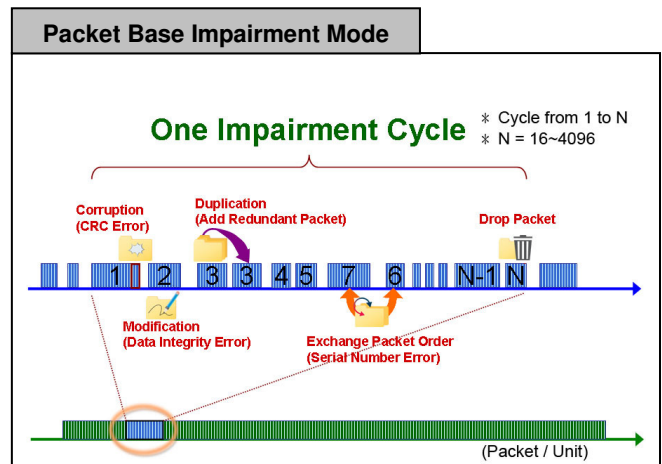 Packet Base Impairment Mode
One Impairment Cycle
* Cycle from 1 to N
* N = 16~4096
Corruption
(CRC Error)
Duplication
(Add Redundant Packet)
Drop Packet
1 2 3 3 4 5 7 6 N-1 N
Modification
(Data Integrity Error)
Exchange Packet Order
(Serial Number Error)
(Packet / Unit)